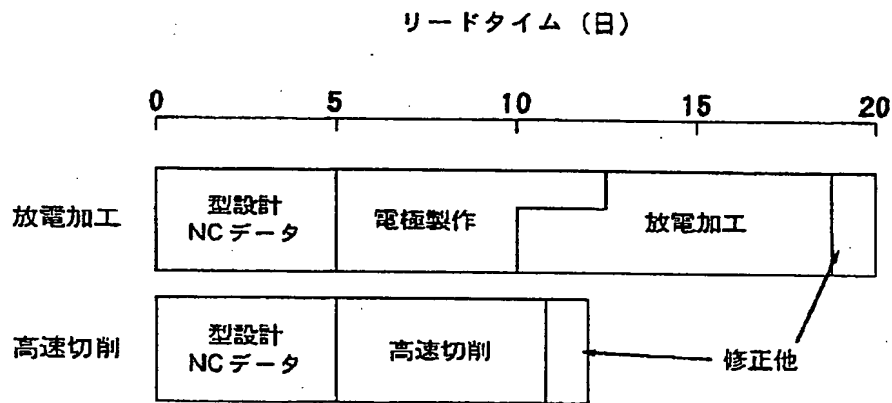 リードタイム (日)
0 5 10 15 20
放電加工
型設計
NCデータ
電極製作
放電加工
高速切削
型設計
NCデータ
高速切削
修正他